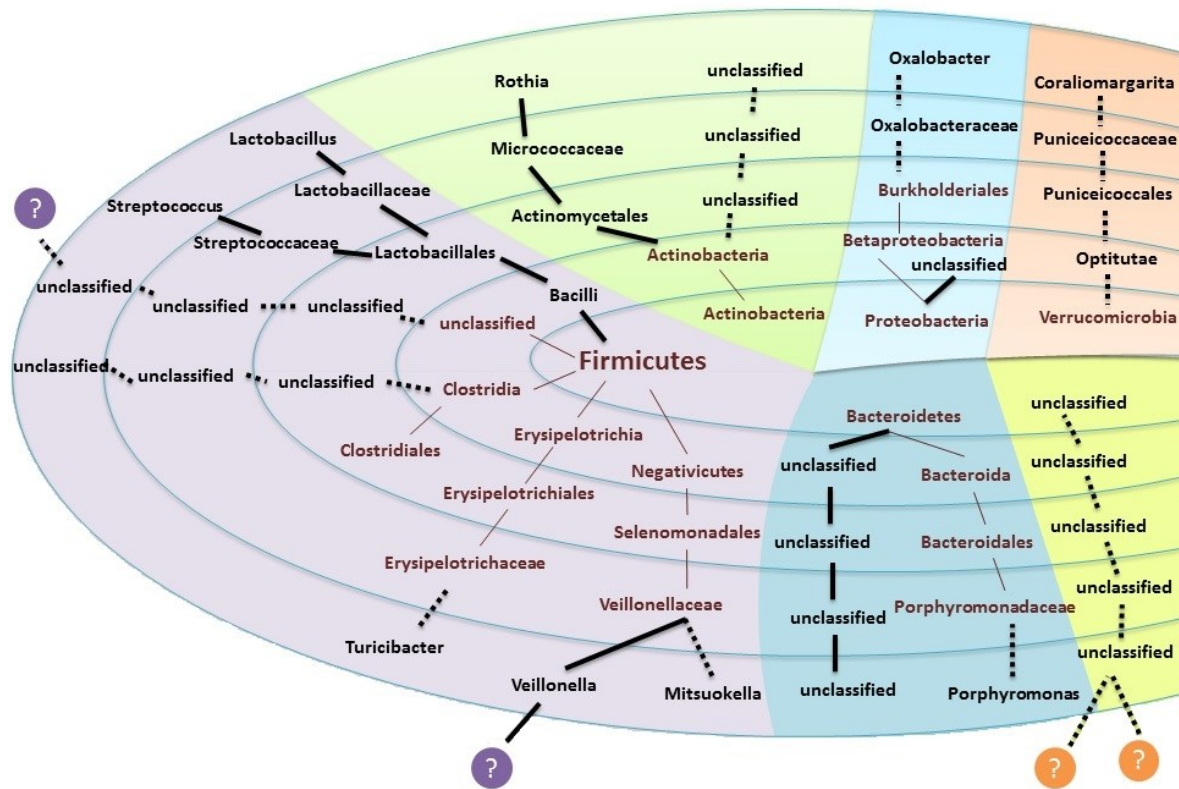 Oxalobacter
unclassified
Rothia
Coraliomargarita
Oxalobacteraceae
unclassified
Lactobacillus
Puniceicoccaceae
Micrococcaceae
Lactobacillaceae
Burkholderiales
Puniceicoccales
unclassified
?
Streptococcus
Actinomycetales
Streptococcaceae
Lactobacillales
Actinobacteria
Betaproteobacteria
Optitutae
unclassified
unclassified
Bacilli
unclassified
unclassified
Actinobacteria
unclassified
Proteobacteria
Verrucomicrobia
Firmicutes
unclassified
unclassified
unclassified
Clostridia
unclassified
Bacteroidetes
Erysipelotrichia
Clostridiales
unclassified
unclassified
Negativicutes
Bacteroida
Erysipelotrichiales
unclassified
Selenomonadales
unclassified
Bacteroidales
Erysipelotrichaceae
unclassified
Veillonellaceae
unclassified
Porphyromonadaceae
Turicibacter
unclassified
Veillonella
Mitsuokella
unclassified
Porphyromonas
?
?
?